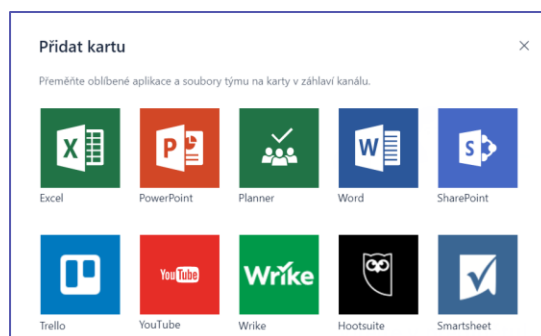 Přidat kartu
Přeměňte oblíbené aplikace a soubory týmu na karty v záhlaví kanálu.
X P W S
Excel PowerPoint Planner Word SharePoint
YouTube Wrike
Trello YouTube Wrike Hootsuite Smartsheet